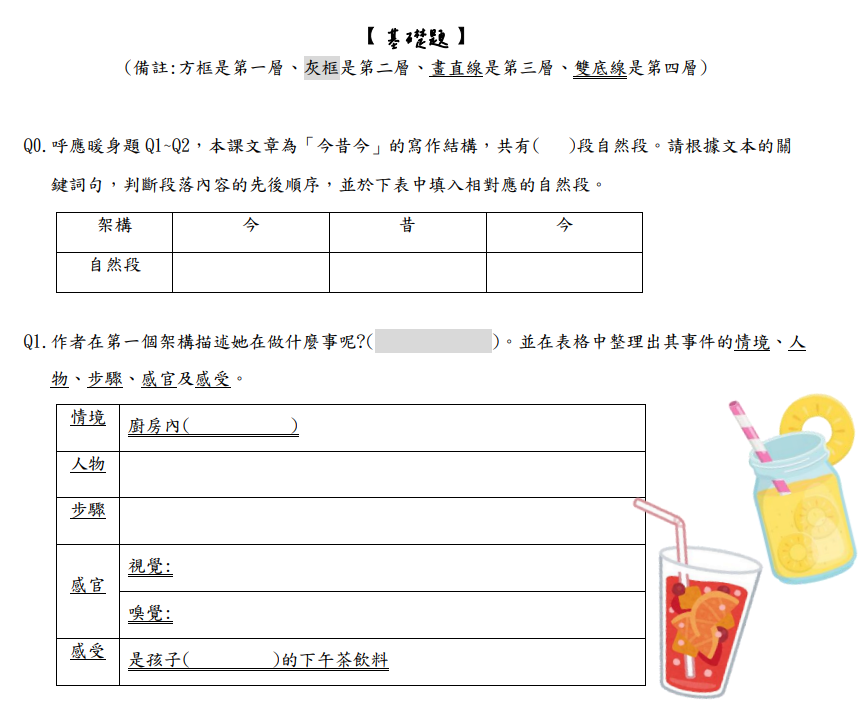 【基礎題】
(備註:方框是第一層、灰框是第二層、畫直線是第三層、雙底線是第四層)
Q0.呼應暖身題Q1~Q2,本課文章為「今昔今」的寫作結構,共有(　)段自然段。請根據文本的關
鍵詞句,判斷段落內容的先後順序,並於下表中填入相對應的自然段。
架構 今 昔 今
自然段
Q1.作者在第一個架構描述她在做什麼事呢?(　　　　)。並在表格中整理出其事件的情境、人
物、步驟、感官及感受。
情境 廚房內(　　　　　)
人物
步驟
感官 視覺:
嗅覺:
感受 是孩子(　　　　)的下午茶飲料